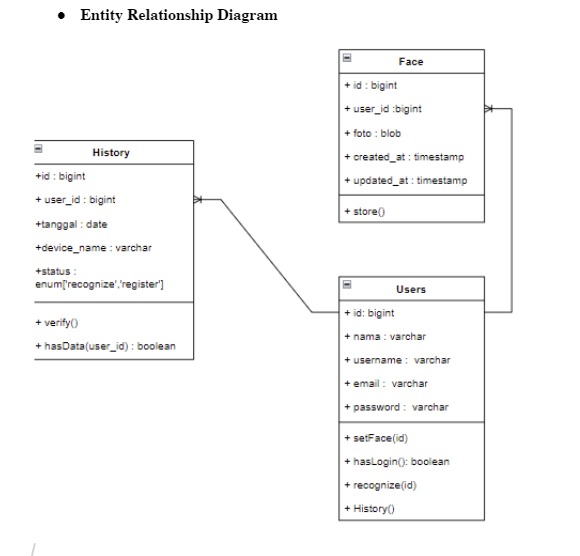 Entity Relationship Diagram
Face
+ id : bigint
+ user_id :bigint
+ foto : blob
+ created_at : timestamp
+ updated_at : timestamp
+ store()
History
+id : bigint
+ user_id : bigint
+tanggal : date
+device_name : varchar
+status :
enum['recognize','register']
+ verify()
+ hasData(user_id) : boolean
Users
+ id: bigint
+ nama : varchar
+ username : varchar
+ email : varchar
+ password : varchar
+ setFace(id)
+ hasLogin(): boolean
+ recognize(id)
+ History()
/